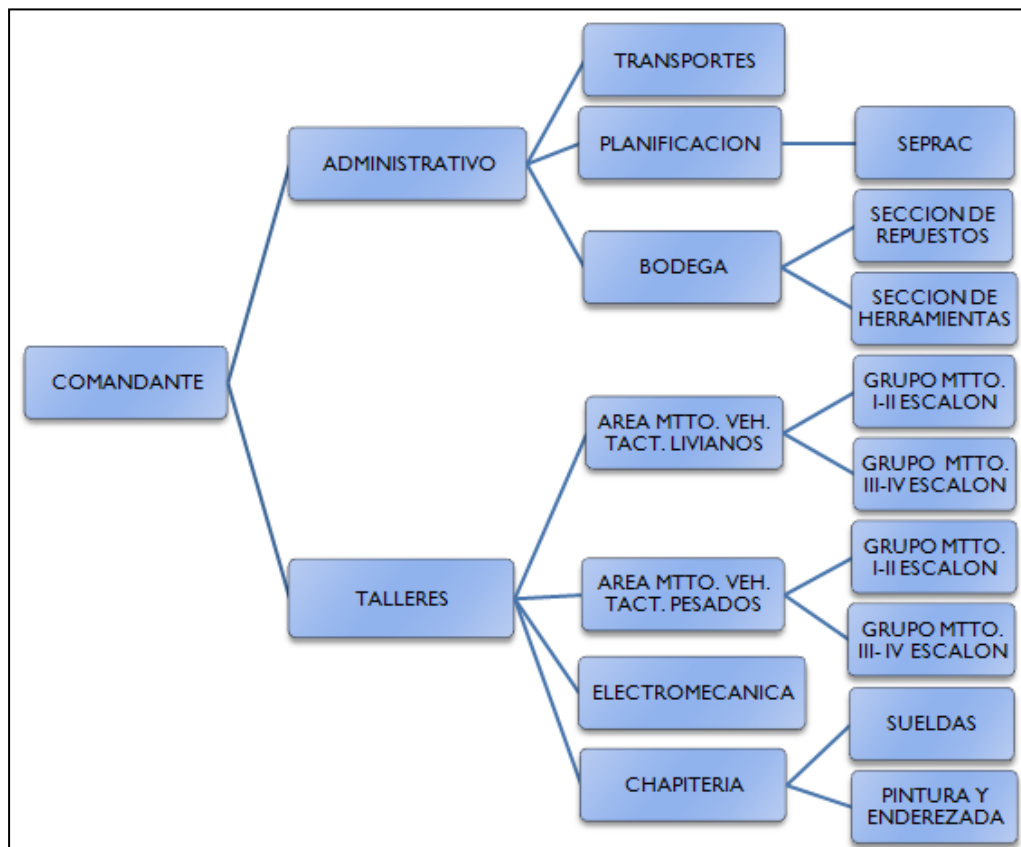 TRANSPORTES
PLANIFICACION
SEPRAC
ADMINISTRATIVO
SECCION DE
REPUESTOS
BODEGA
SECCION DE
HERRAMIENTAS
COMANDANTE
GRUPO MTTO.
I-II ESCALON
AREA MTTO. VEH.
TACT. LIVIANOS
GRUPO MTTO.
III-IV ESCALON
GRUPO MTTO.
I-II ESCALON
TALLERES
AREA MTTO. VEH.
TACT. PESADOS
GRUPO MTTO.
III- IV ESCALON
ELECTROMECANICA
SUELDAS
CHAPITERIA
PINTURA Y
ENDEREZADA